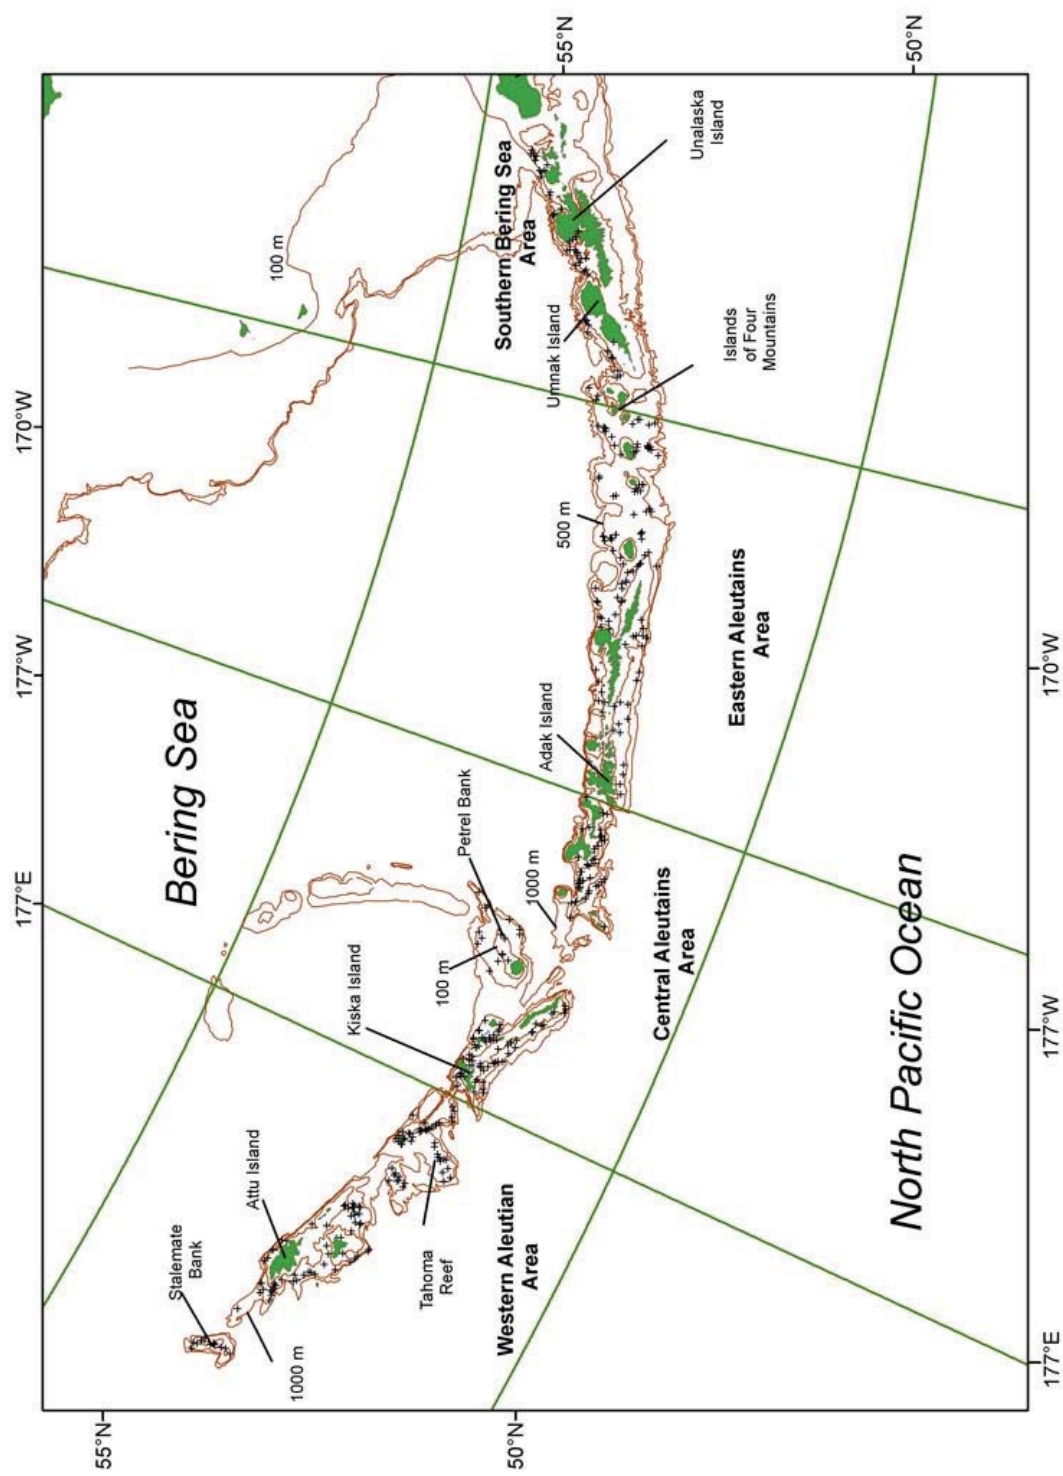 177°E
177°W
170°W
55°N
50°N
55°N
50°N
177°E
177°W
170°W
Bering Sea
North Pacific Ocean
Stalemate
Bank
1000 m
Attu Island
Tahoma
Reef
Western Aleutian
Area
Kiska Island
100 m
Petrel Bank
1000 m
Central Aleutains
Area
Adak Island
500 m
Eastern Aleutains
Area
Islands
of Four
Mountains
Umnak Island
Southern Bering Sea
Area
100 m
Unalaska
Island